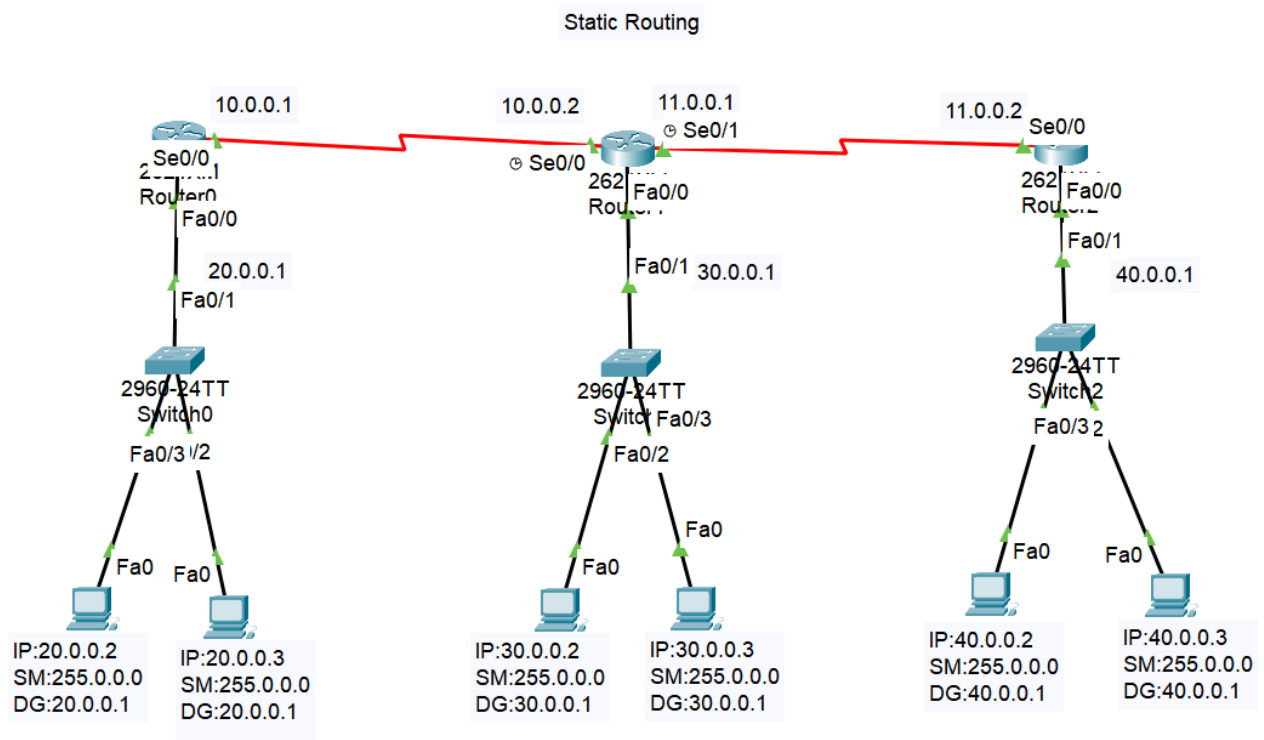 Static Routing
10.0.0.1
10.0.0.2
11.0.0.1
11.0.0.2
Se0/0
Se0/0
Se0/1
Se0/0
Router0
Fa0/0
Fa0/0
Fa0/0
20.0.0.1
Fa0/1
Fa0/1
30.0.0.1
Fa0/1
40.0.0.1
2960-24TT
Switch0
2960-24TT
2960-24TT
Switch2
Fa0/3
Fa0/3
Fa0/2
Fa0/3
Fa0
Fa0
Fa0
Fa0
Fa0
Fa0
IP:20.0.0.2
SM:255.0.0.0
DG:20.0.0.1
IP:20.0.0.3
SM:255.0.0.0
DG:20.0.0.1
IP:30.0.0.2
SM:255.0.0.0
DG:30.0.0.1
IP:30.0.0.3
SM:255.0.0.0
DG:30.0.0.1
IP:40.0.0.2
SM:255.0.0.0
DG:40.0.0.1
IP:40.0.0.3
SM:255.0.0.0
DG:40.0.0.1